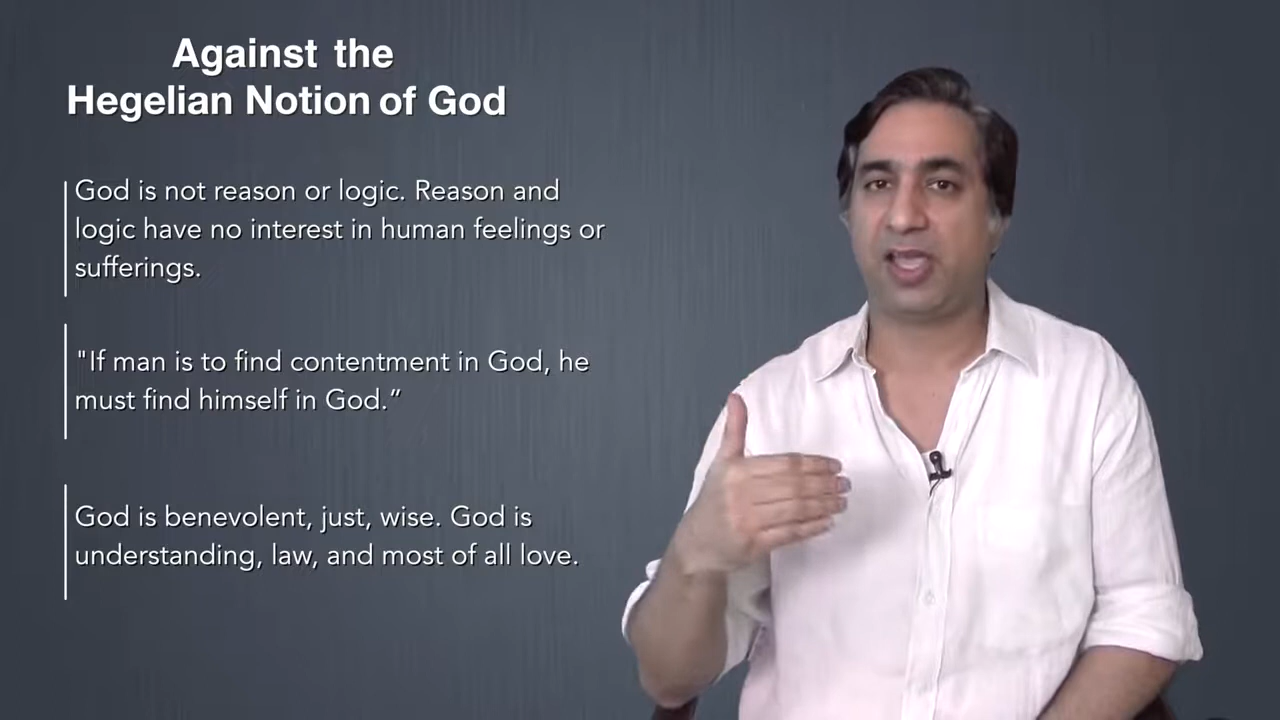 Against the
Hegelian Notion of God
God is not reason or logic. Reason and
logic have no interest in human feelings or
sufferings.
"If man is to find contentment in God, he
must find himself in God.”
God is benevolent, just, wise. God is
understanding, law, and most of all love.